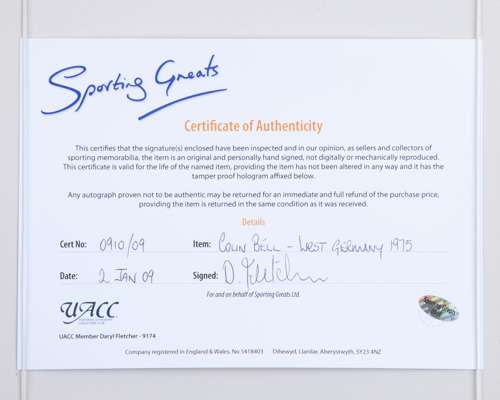 Sporting Greats
Certificate of Authenticity
This certifies that the signature(s) enclosed have been inspected and in our opinion, as sellers and collectors of
sporting memorabilia, the item is an original and personally hand signed, not digitally or mechanically reproduced.
This certificate is valid for the life of the named item, providing the item has not been altered in any way and it has the
tamper proof hologram affixed below.
Any autograph proven not to be authentic may be returned for an immediate and full refund of the purchase price,
providing the item is returned in the same condition as it was received.
Details
Cert No: 0910/09 Item: Colin Bell - West Germany 1975
Date: 2 Jan 09 Signed: D. Fletcher
For and on behalf of Sporting Greats Ltd.
UACC
UACC Member Daryl Fletcher - 9174
Company registered in England & Wales, No 5418403 Dihewyd, Llanilar, Aberystwyth, SY23 4NZ